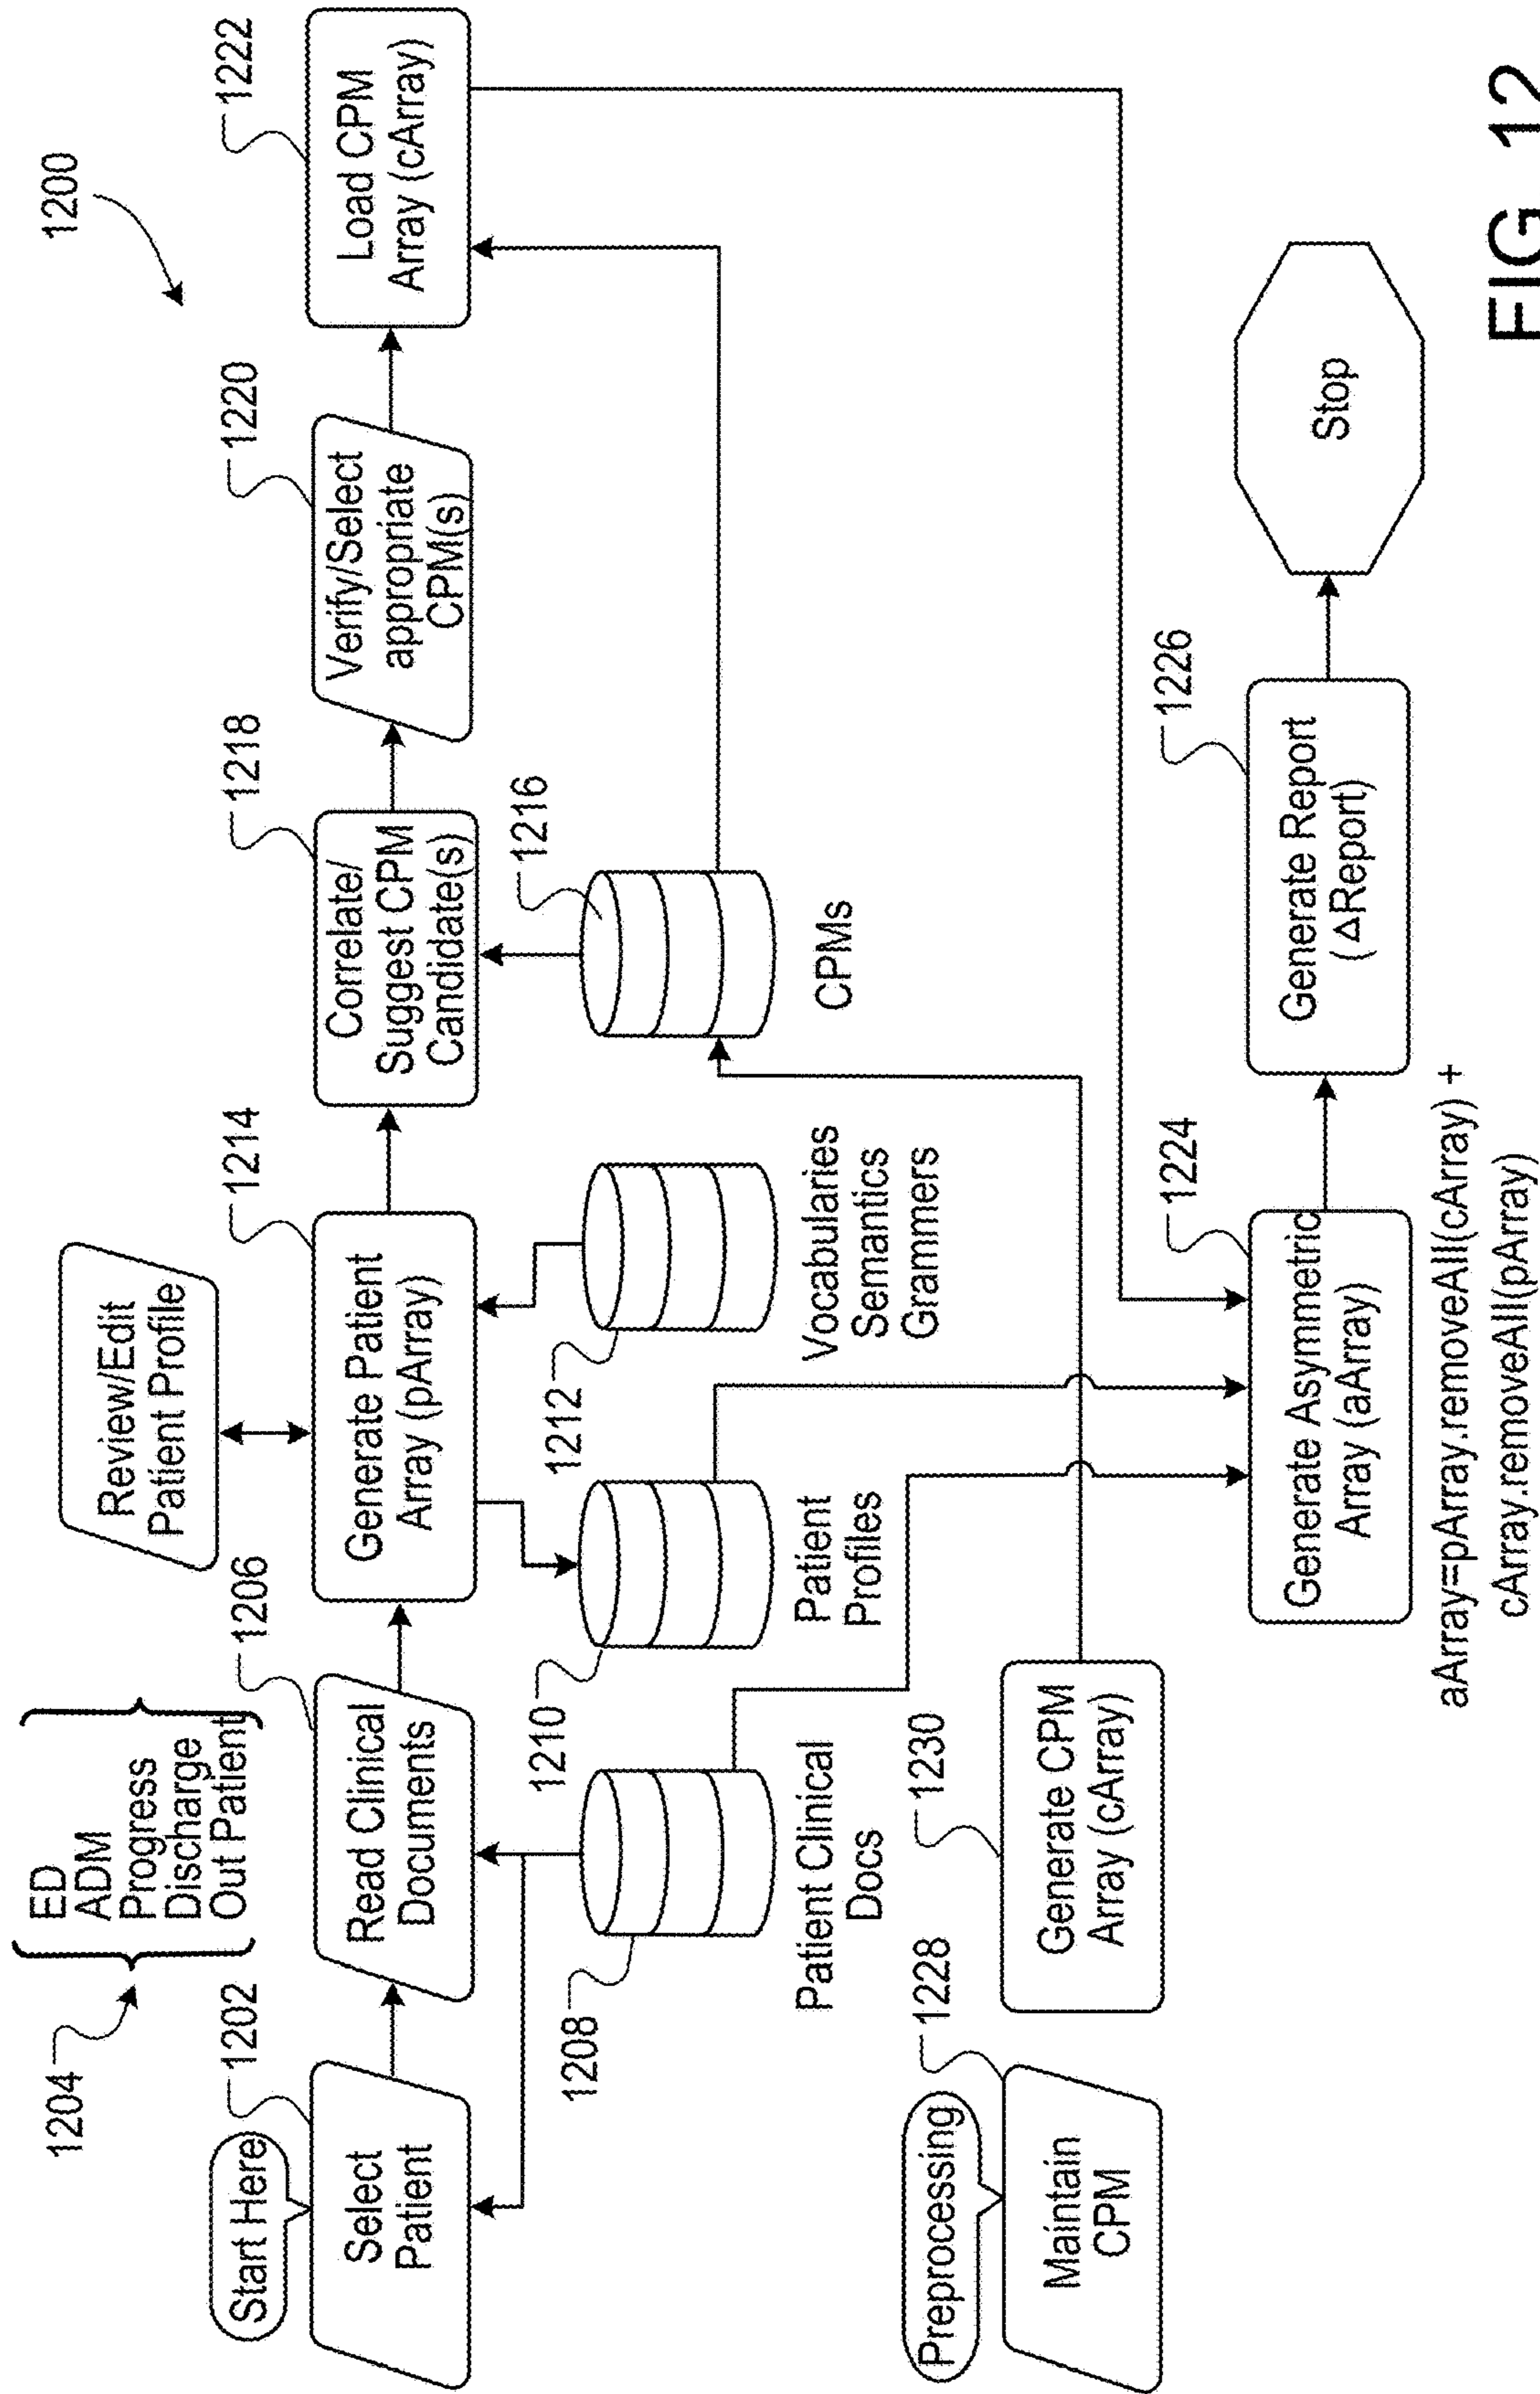 1200
1204
ED
ADM
Progress
Discharge
Out Patient
Review/Edit
Patient Profile
Start Here
1202
Select
Patient
1206
Read Clinical
Documents
1214
Generate Patient
Array (pArray)
1218
Correlate/
Suggest CPM
Candidate(s)
1220
Verify/Select
appropriate
CPM(s)
1222
Load CPM
Array (cArray)
1208
Patient Clinical
Docs
1210
Patient
Profiles
1212
Vocabularies
Semantics
Grammers
1216
CPMs
Preprocessing
1228
Maintain
CPM
1230
Generate CPM
Array (cArray)
1224
Generate Asymetric
Array (aArray)
aArray=pArray.removeAll(cArray) +
cArray.removeAll(pArray)
1226
Generate Report
(ΔReport)
Stop
FIG 12